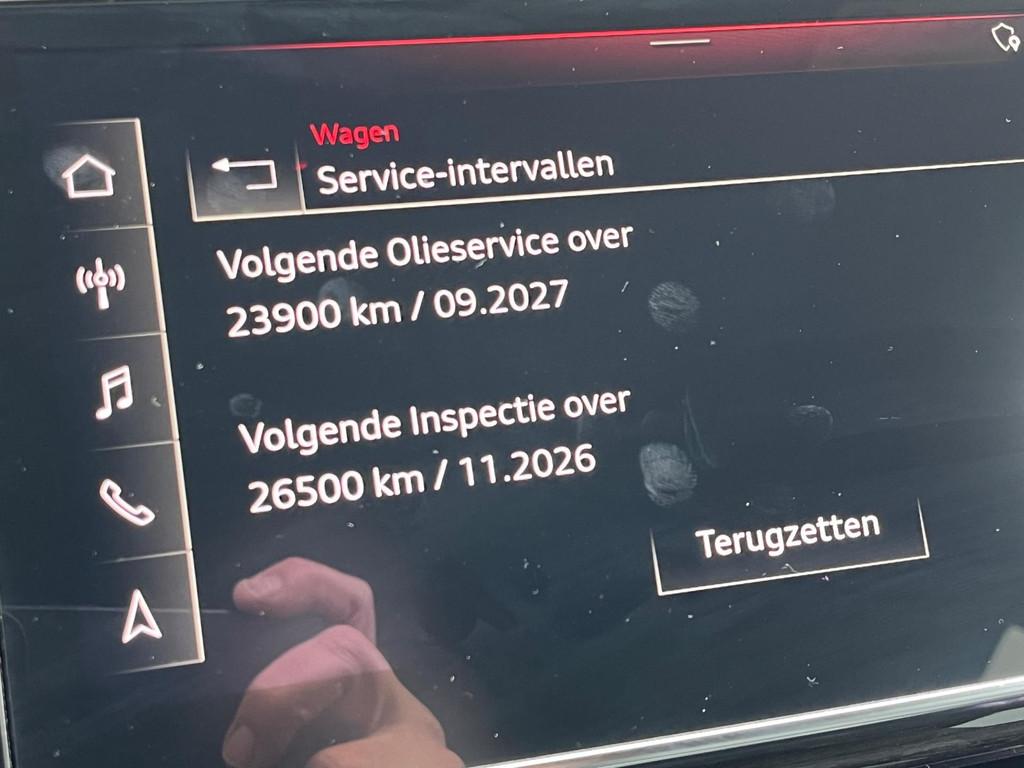 Wagen
Service-intervallen
Volgende Olieservice over
23900 km / 09.2027
Volgende Inspectie over
26500 km / 11.2026
Terugzetten